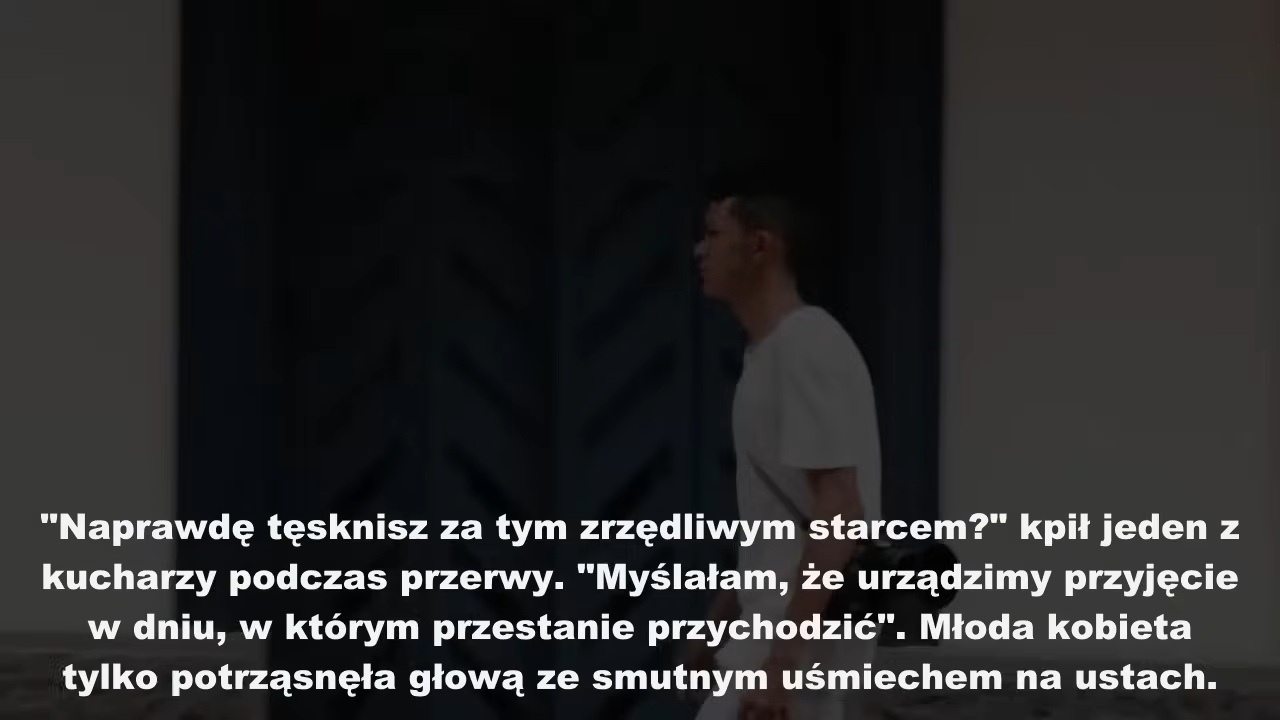 "Naprawdę tęsknisz za tym zrzędliwym starcem?" kpił jeden z
kucharzy podczas przerwy. "Myślałam, że urządzimy przyjęcie
w dniu, w którym przestanie przychodzić". Młoda kobieta
tylko potrząsnęła głową ze smutnym uśmiechem na ustach.